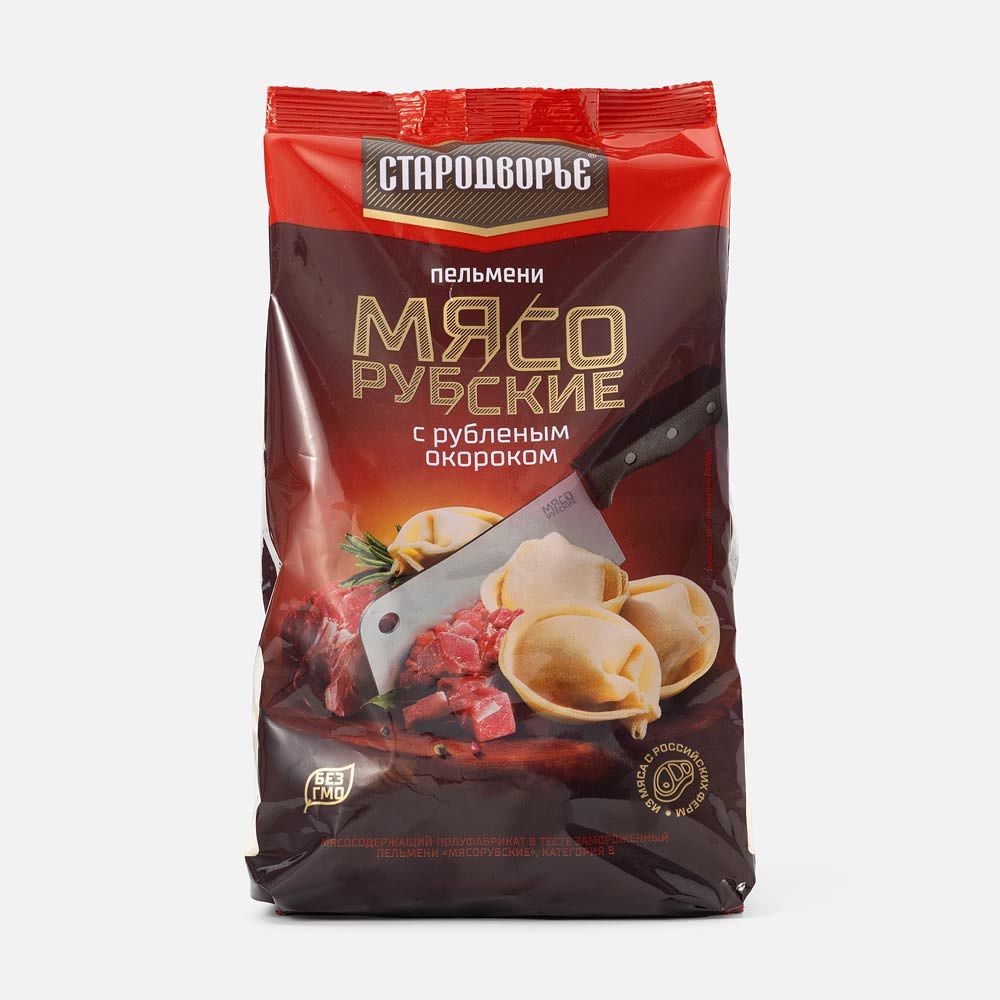 СТАРОДВОРЬЕ®
пельмени
МЯСО
РУБСКИЕ
с рубленым
окороком
МЯСО
РУБСКИЕ
БЕЗ
ГМО
ИЗ МЯСА С РОССИЙСКИХ ФЕРМ
МЯСОСОДЕРЖАЩИЙ ПОЛУФАБРИКАТ В ТЕСТЕ ЗАМОРОЖЕННЫЙ
ПЕЛЬМЕНИ «МЯСОРУБСКИЕ», КАТЕГОРИЯ В